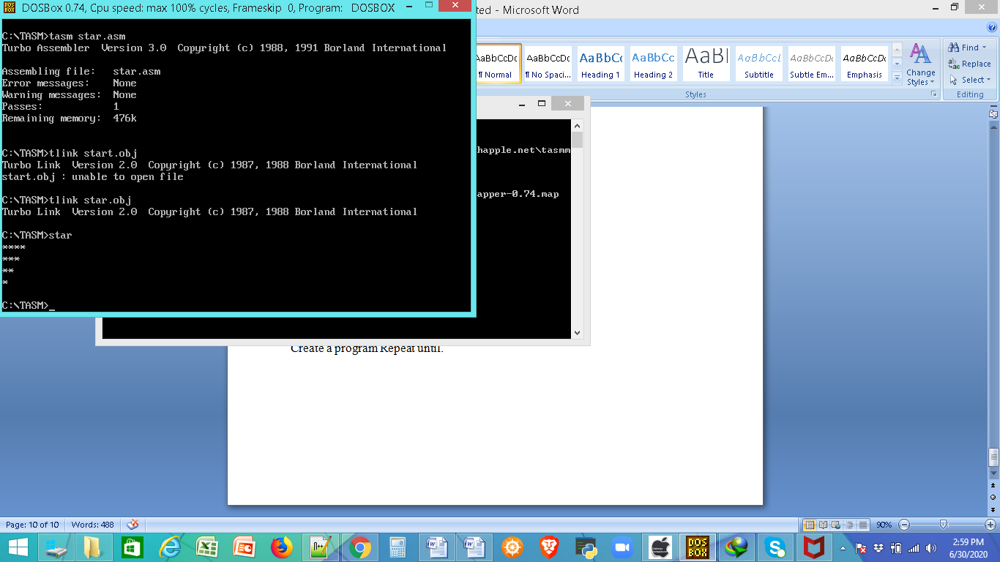 DOSBox 0.74, Cpu speed: max 100% cycles, Frameskip 0, Program: DOSBOX
ted - Microsoft Word
C:\TASM>tasm star.asm
Turbo Assembler Version 3.0 Copyright (c) 1988, 1991 Borland International
Assembling file: star.asm
Error messages: None
Warning messages: None
Passes: 1
Remaining memory: 476k
C:\TASM>tlink start.obj
Turbo Link Version 2.0 Copyright (c) 1987, 1988 Borland International
start.obj : unable to open file
C:\TASM>tlink star.obj
Turbo Link Version 2.0 Copyright (c) 1987, 1988 Borland International
C:\TASM>star
****
***
**
*
C:\TASM>_
AaBbCcDc AaBbCcDc AaBbCc AaBbCc AaBl AaBbCcL AaBbCcDc AaBbCcDc
¶ Normal ¶ No Spaci... Heading 1 Heading 2 Title Subtitle Subtle Em... Emphasis
Change
Styles
Styles
Find
Replace
Select
Editing
happle.net\tasmm
apper-0.74.map
Create a program Repeat until.
Page: 10 of 10 Words: 488 90%
DOS
BOX
2:59 PM
6/30/2020